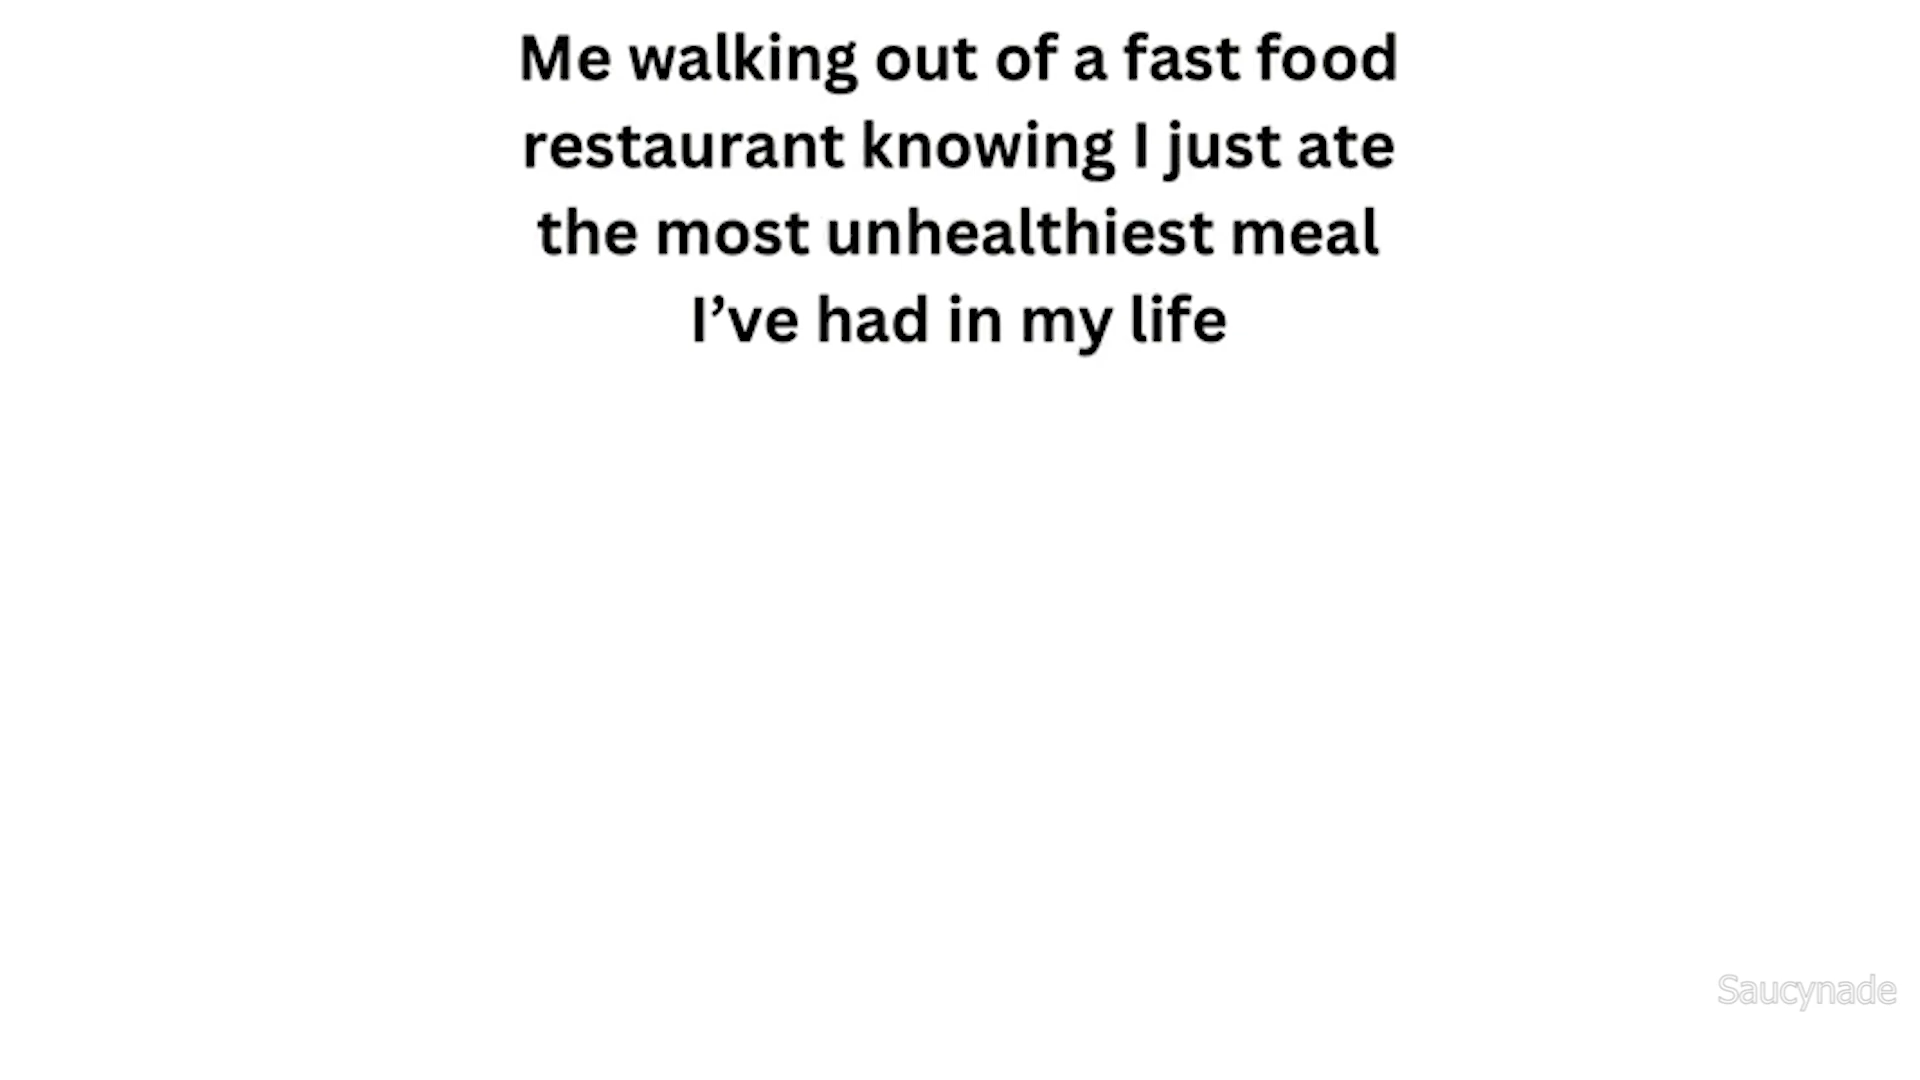 Me walking out of a fast food
restaurant knowing I just ate
the most unhealthiest meal
I’ve had in my life
Saucynade